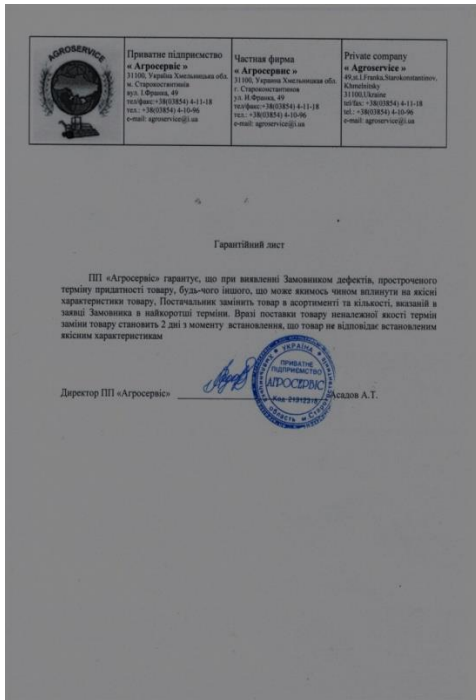 AGROSERVICE
Приватне підприємство
« Агросервіс »
31100, Україна Хмельницька обл.
м. Старокостянтинів
вул. І.Франка, 49
тел/факс:+38(03854) 4-11-18
тел.: +38(03854) 4-10-96
e-mail: agroservice@i.ua
Частная фирма
« Агросервис »
31100, Украина Хмельницкая обл.
г. Староконстантинов
ул. И.Франка, 49
тел/факс:+38(03854) 4-11-18
тел.: +38(03854) 4-10-96
e-mail: agroservice@i.ua
Private company
« Agroservice »
49,st.I.Franka,Starokonstantinov,
Khmelnitsky
31100,Ukraine
tel/fax: +38(03854) 4-11-18
tel.: +38(03854) 4-10-96
e-mail: agroservice@i.ua
Гарантійний лист
ПП «Агросервіс» гарантує, що при виявленні Замовником дефектів, простроченого
терміну придатності товару, будь-чого іншого, що може якимось чином вплинути на якісні
характеристики товару, Постачальник замінить товар в асортименті та кількості, вказаній в
заявці Замовника в найкоротші терміни. Вразі поставки товару неналежної якості термін
заміни товару становить 2 дні з моменту встановлення, що товар не відповідає встановленим
якісним характеристикам
Директор ПП «Агросервіс»
Асадов А.Т.
УКРАЇНА
ПРИВАТНЕ
ПІДПРИЄМСТВО
АГРОСЕРВІС
область м.